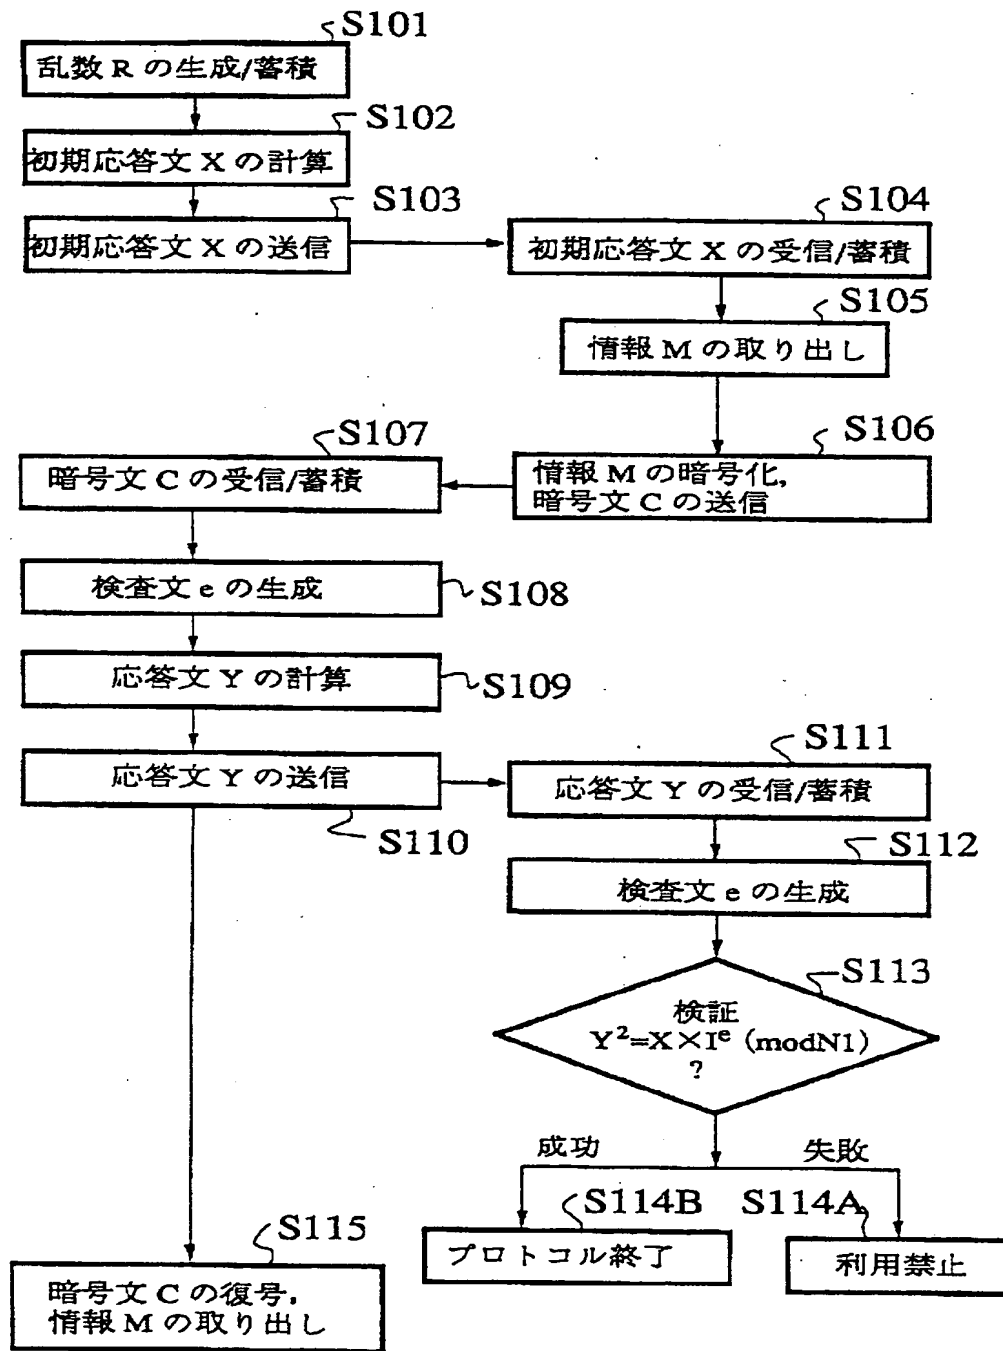 S101
乱数 R の生成/蓄積
S102
初期応答文 X の計算
S103
初期応答文 X の送信
S104
初期応答文 X の受信/蓄積
S105
情報 M の取り出し
S106
情報 M の暗号化,
暗号文 C の送信
S107
暗号文 C の受信/蓄積
検査文 e の生成
S108
応答文 Y の計算
S109
応答文 Y の送信
S110
S111
応答文 Y の受信/蓄積
S112
検査文 e の生成
S113
検証
Y²=X×Iᵉ (modN1)
?
成功
失敗
S114B
プロトコル終了
S114A
利用禁止
S115
暗号文 C の復号,
情報 M の取り出し